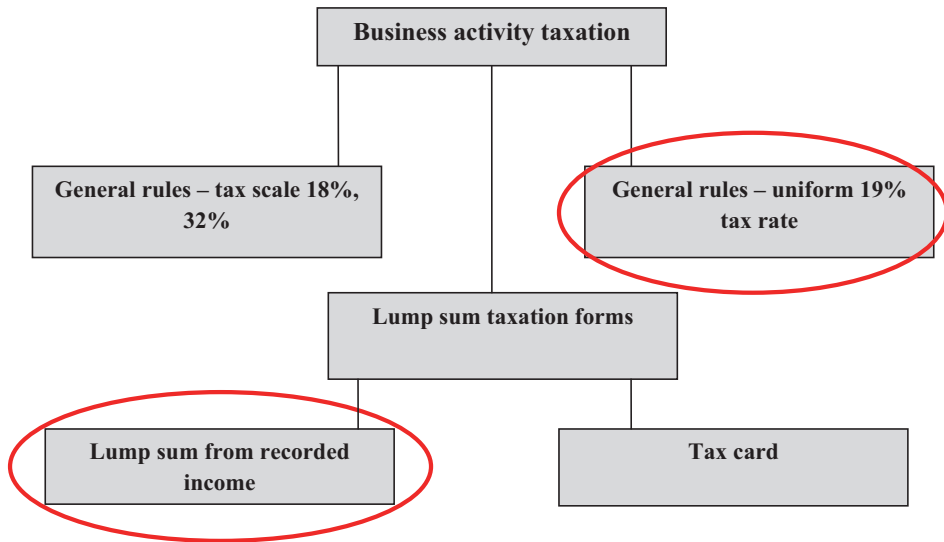 Business activity taxation
General rules – tax scale 18%,
32%
General rules – uniform 19%
tax rate
Lump sum taxation forms
Lump sum from recorded
income
Tax card